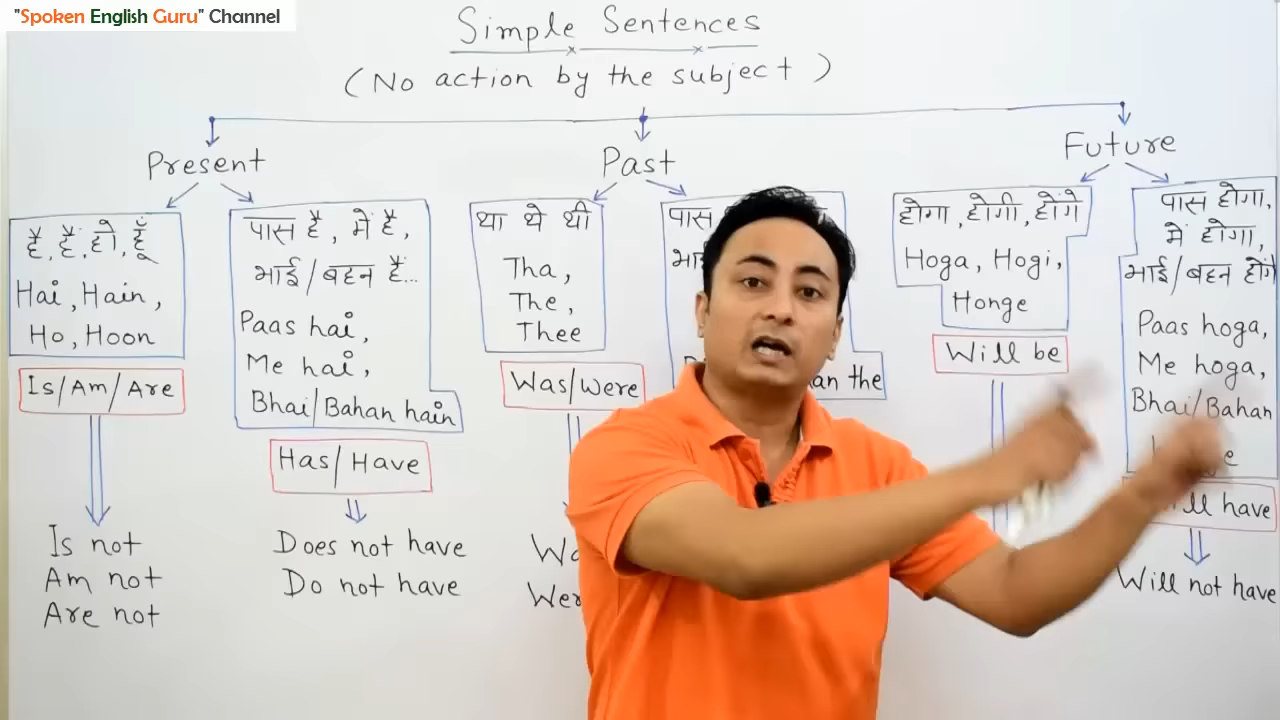 "Spoken English Guru" Channel
Simple Sentences
(No action by the subject)
Present
Past
Future
है, हैं, हो, हूँ
Hai, Hain,
Ho, Hoon
Is/Am/Are
Is not
Am not
Are not
पास है, में है,
भाई/बहन हैं...
Paas hai,
Me hai,
Bhai/Bahan hain
Has/Have
Does not have
Do not have
था थे थी
Tha,
The,
Thee
Was/Were
पास
an the
होगा, होगी, होंगे
Hoga, Hogi,
Honge
Will be
पास होगा,
में होगा,
भाई/बहन होंगे
Paas hoga,
Me hoga,
Bhai/Bahan
have
Will not have